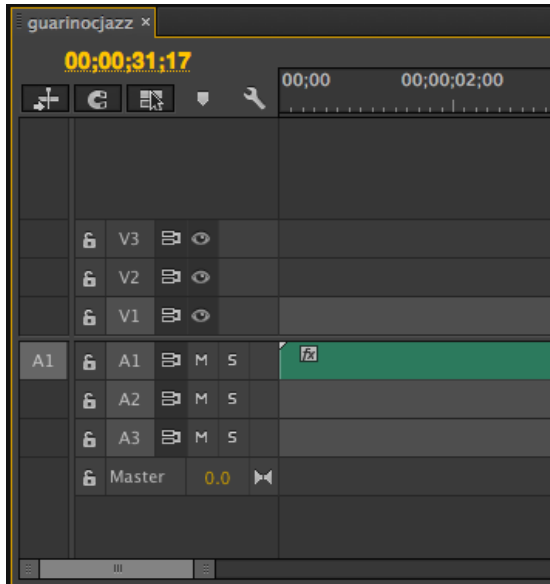 guarinocjazz ×
00;00;31;17
00;00 00;00;02;00
V3
V2
V1
A1 A1 M S fx
A2 M S
A3 M S
Master 0.0